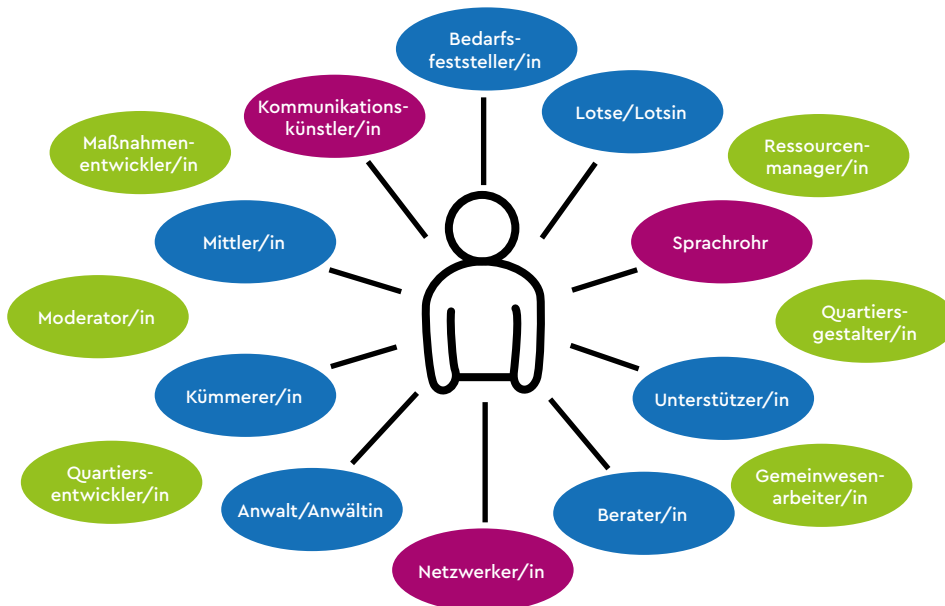 Bedarfs-
feststeller/in
Kommunikations-
künstler/in
Lotse/Lotsin
Maßnahmen-
entwickler/in
Ressourcen-
manager/in
Mittler/in
Sprachrohr
Moderator/in
Quartiers-
gestalter/in
Kümmerer/in
Unterstützer/in
Quartiers-
entwickler/in
Gemeinwesen-
arbeiter/in
Anwalt/Anwältin
Berater/in
Netzwerker/in